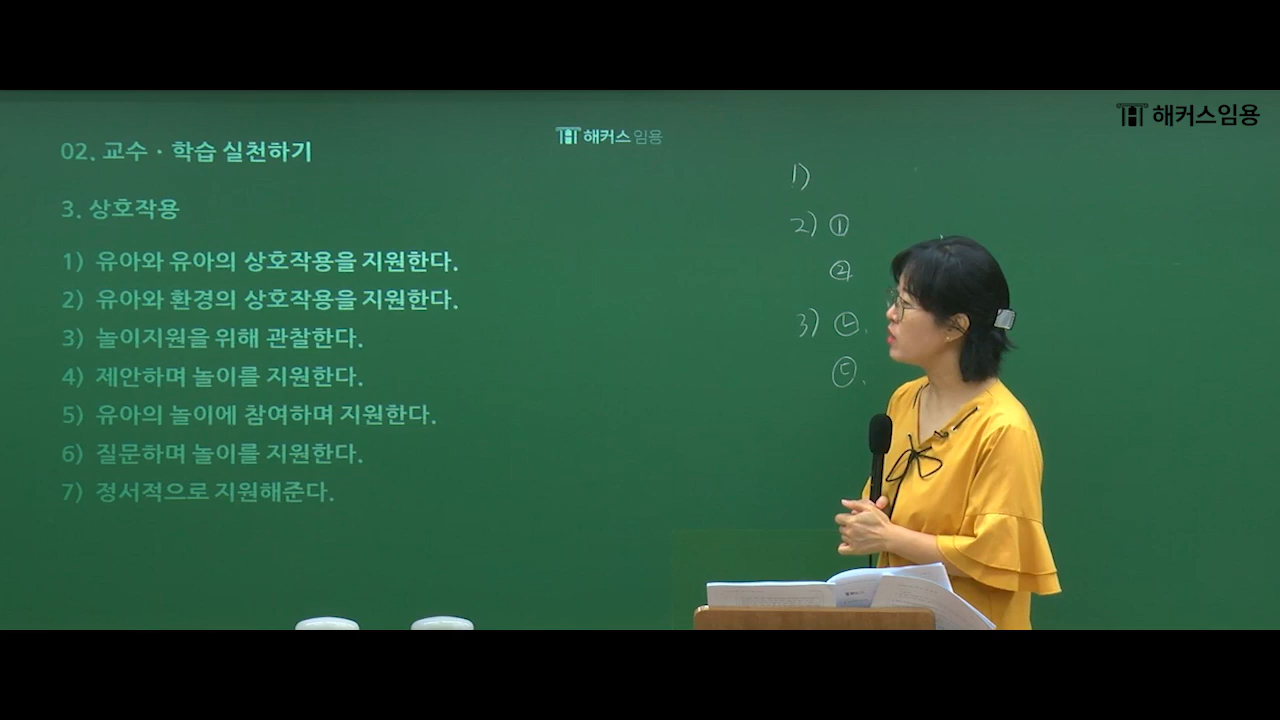 해커스임용
해커스임용
02. 교수 · 학습 실천하기
3. 상호작용
1) 유아와 유아의 상호작용을 지원한다.
2) 유아와 환경의 상호작용을 지원한다.
3) 놀이지원을 위해 관찰한다.
4) 제안하며 놀이를 지원한다.
5) 유아의 놀이에 참여하며 지원한다.
6) 질문하며 놀이를 지원한다.
7) 정서적으로 지원해준다.
1)
2) ①
②
3) ㉡
㉢